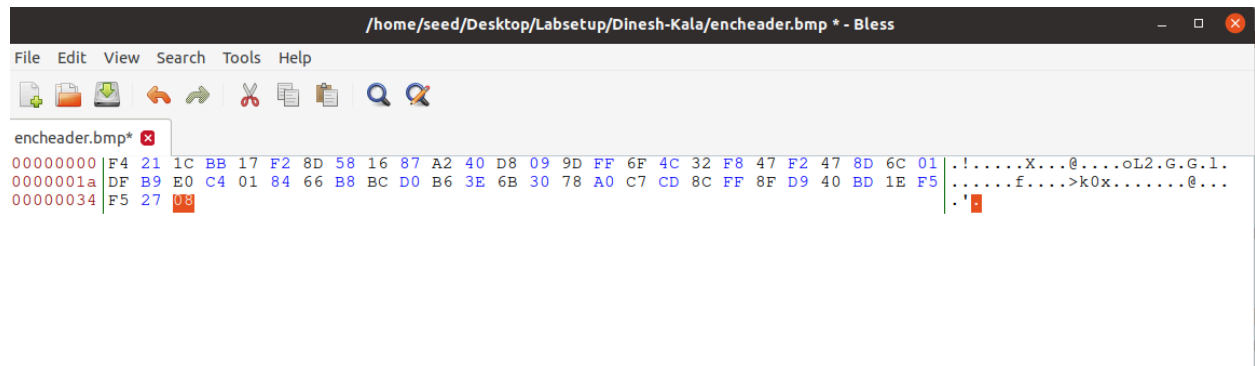 /home/seed/Desktop/Labsetup/Dinesh-Kala/encheader.bmp * - Bless
File Edit View Search Tools Help
encheader.bmp*
00000000 F4 21 1C BB 17 F2 8D 58 16 87 A2 40 D8 09 9D FF 6F 4C 32 F8 47 F2 47 8D 6C 01 .!.....X...@....oL2.G.G.l.
0000001a DF B9 E0 C4 01 84 66 B8 BC D0 B6 3E 6B 30 78 A0 C7 CD 8C FF 8F D9 40 BD 1E F5 ......f....>k0x.......@...
00000034 F5 27 08 .'.